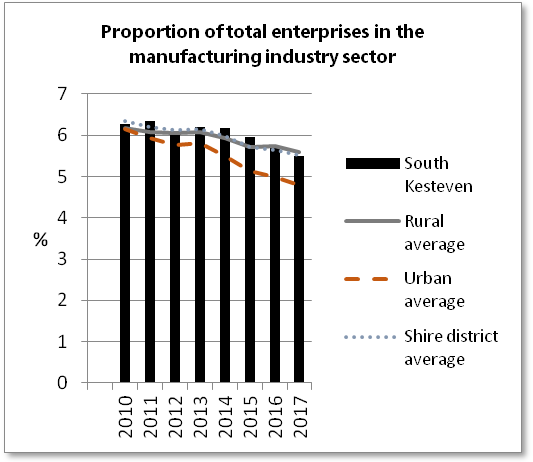 Proportion of total enterprises in the
manufacturing industry sector
7
6
5
4
%
3
2
1
0
2010
2011
2012
2013
2014
2015
2016
2017
South
Kesteven
Rural
average
Urban
average
Shire district
average